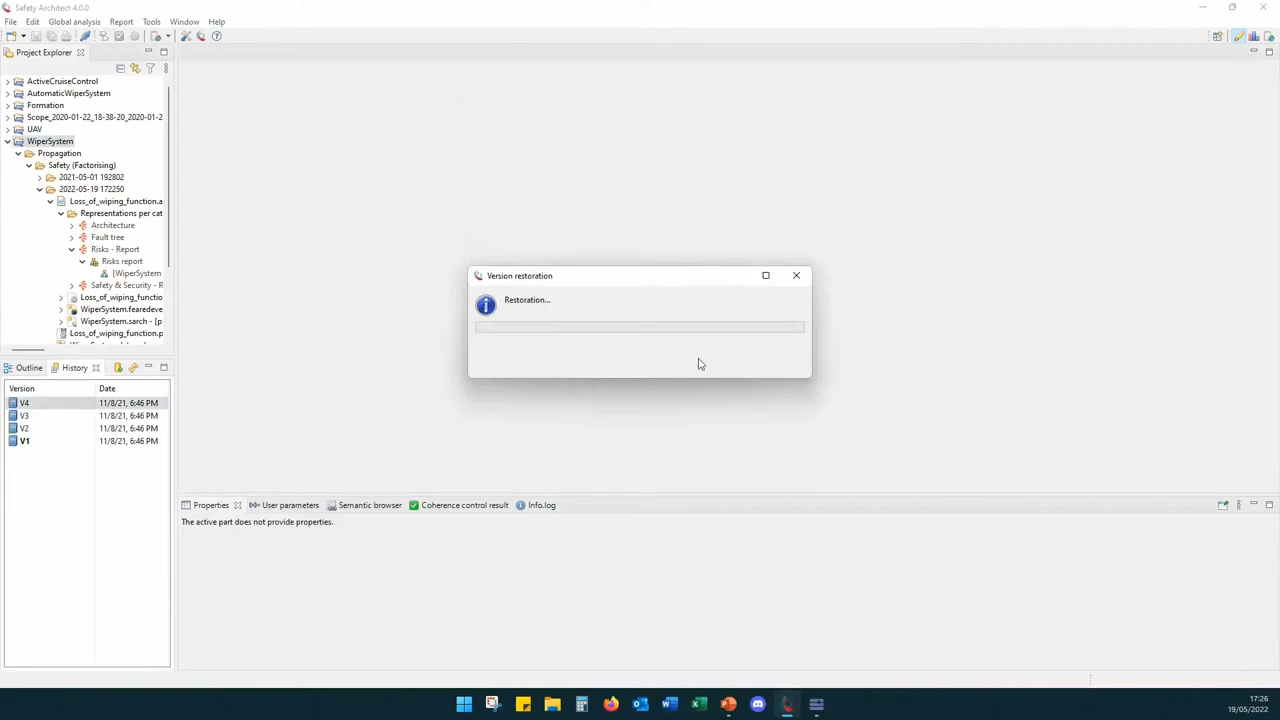 Safety Architect 4.0.0
File Edit Global analysis Report Tools Window Help
Project Explorer
ActiveCruiseControl
AutomaticWiperSystem
Formation
Scope_2020-01-22_18-38-20_2020-01-2
UAV
WiperSystem
Propagation
Safety (Factorising)
2021-05-01 192802
2022-05-19 172250
Loss_of_wiping_function.a
Representations per cat
Architecture
Fault tree
Risks - Report
Risks report
[WiperSystem
Safety & Security - R
Loss_of_wiping_functio
WiperSystem.fearedeve
WiperSystem.sarch - [p
Loss_of_wiping_function.p
Version restoration
Restoration...
Outline History
Version Date
V4 11/8/21, 6:46 PM
V3 11/8/21, 6:46 PM
V2 11/8/21, 6:46 PM
V1 11/8/21, 6:46 PM
Properties User parameters Semantic browser Coherence control result Info.log
The active part does not provide properties.
17:26
19/05/2022